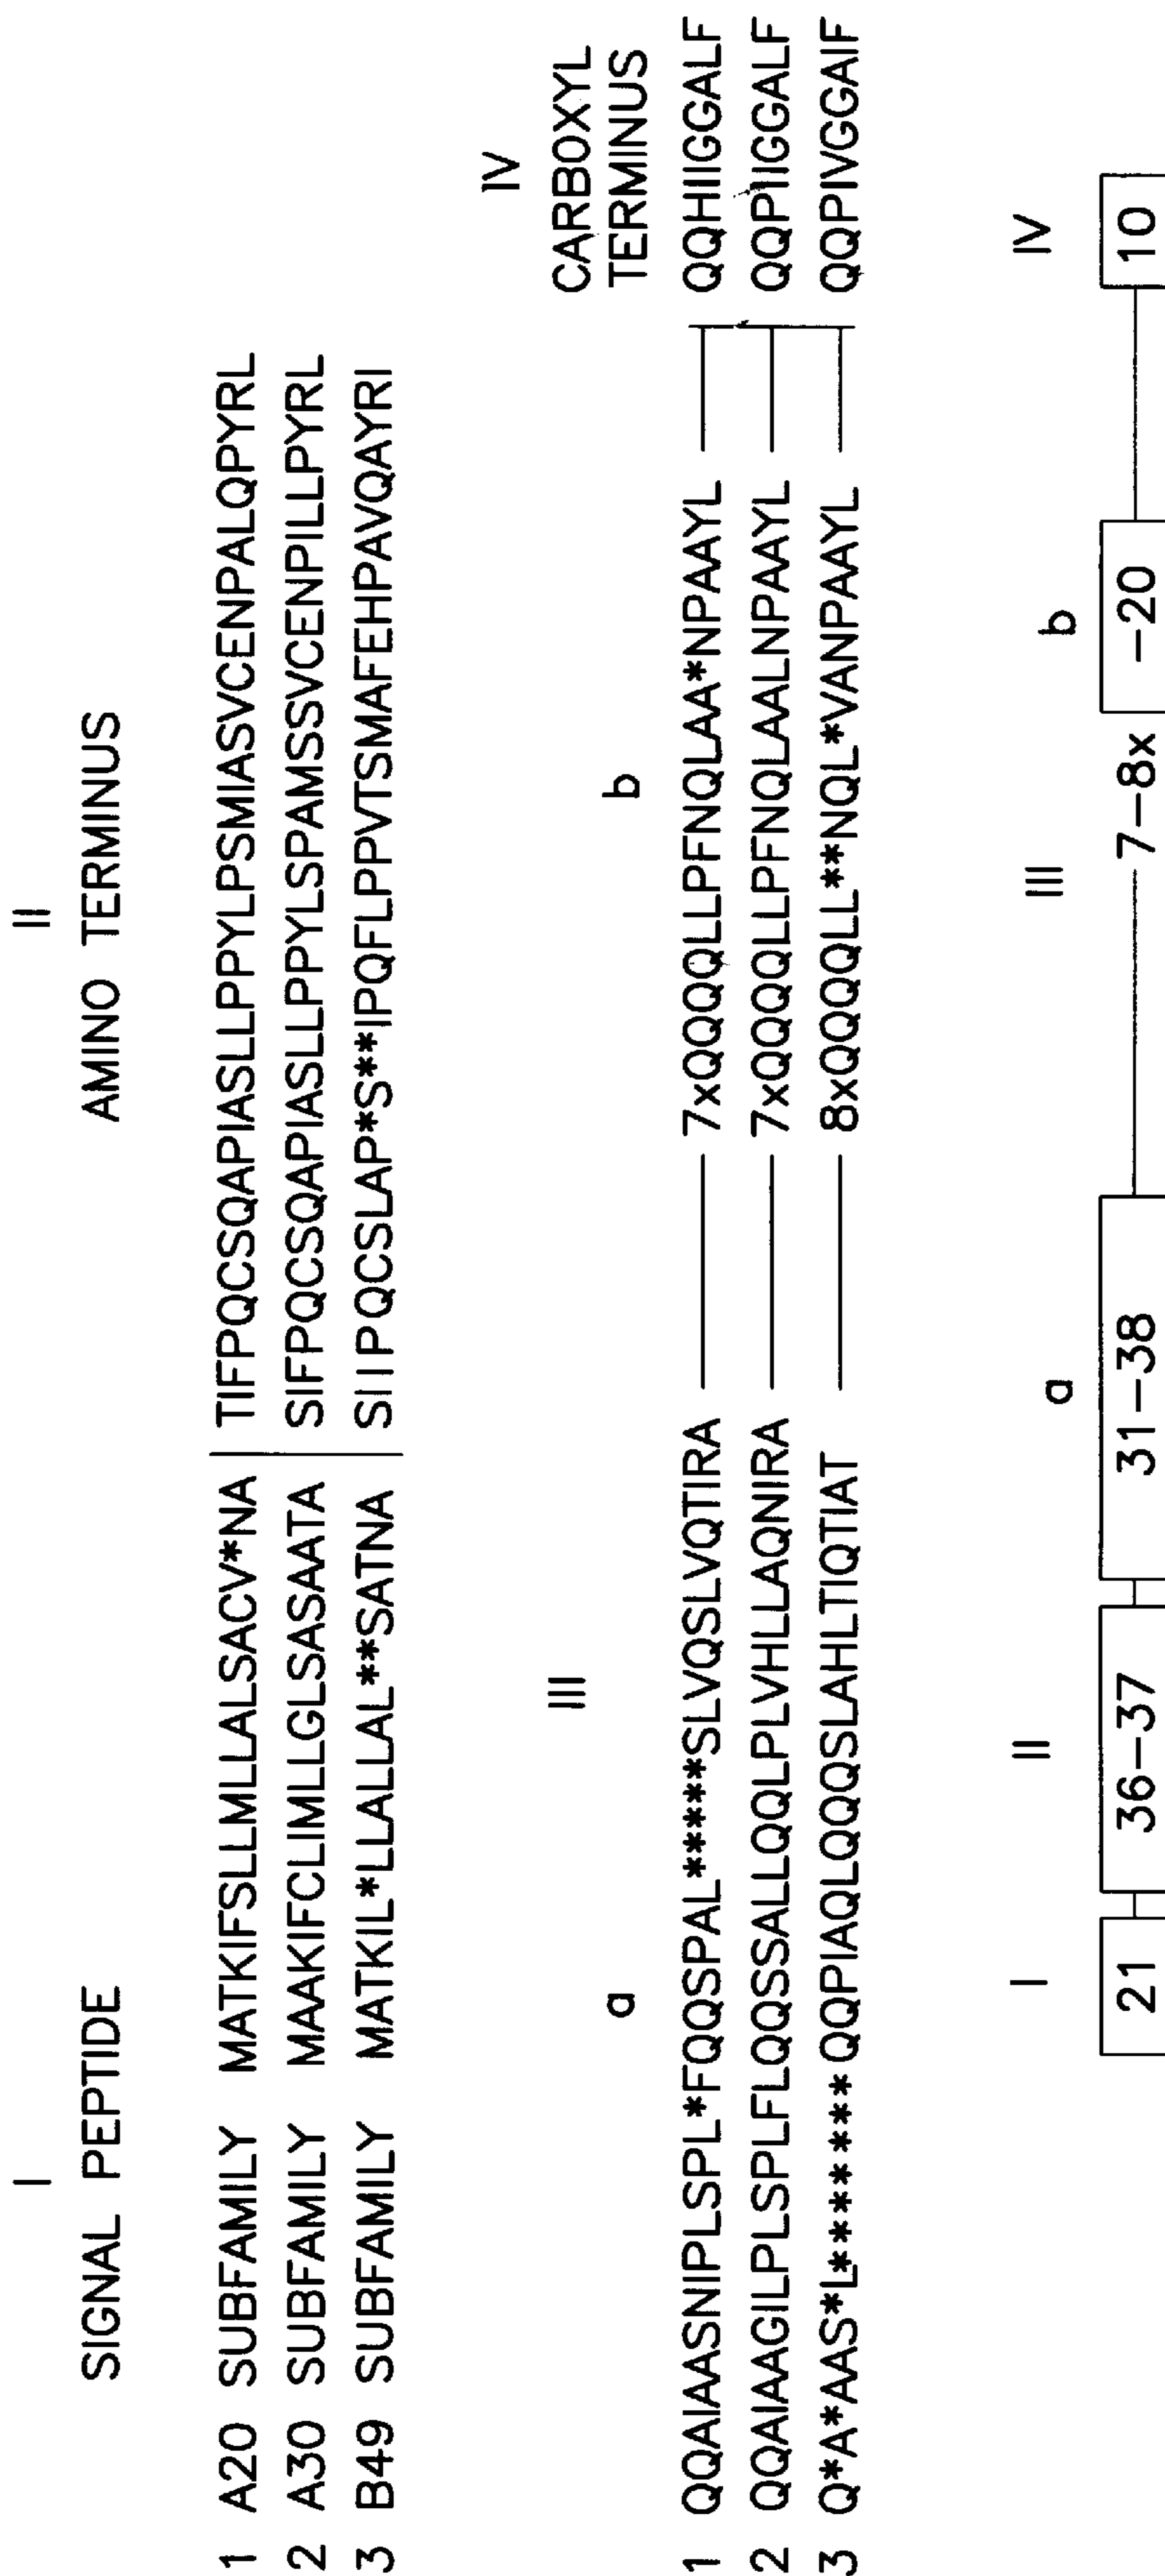 I II
SIGNAL PEPTIDE AMINO TERMINUS
1 A20 SUBFAMILY MATKIFSLLMLLALSACV*NA TIFPQCSQAPIASLLPPYLPSMIASVCENPALQPYRL
2 A30 SUBFAMILY MAAKIFCLIMLLGLSASAATA SIFPQCSQAPIASLLPPYLSPAMSSVCENPILLPYRL
3 B49 SUBFAMILY MATKIL*LLALLAL**SATNA SIIPQCSLAP*S**IPQFLPPVTSMAFEHPAVQAYRI
III IV
a b CARBOXYL
TERMINUS
1 QQAIAASNIPLSPL*FQQSPAL*****SLVQSLVQTIRA 7xQQQQLLPFNQLAA*NPAAYL QQHIIGGALF
2 QQAIAAGILPLSPLFLQQSSALLQQLPLVHLLAQNIRA 7xQQQQLLPFNQLAALNPAAYL QQPIIGGALF
3 Q*A*AAS*L*******QQPIAQLQQQSLAHLTIQTIAT 8xQQQQQLL**NQL*VANPAAYL QQPIVGGAIF
I II III IV
a b
21 36-37 31-38 7-8x -20 10